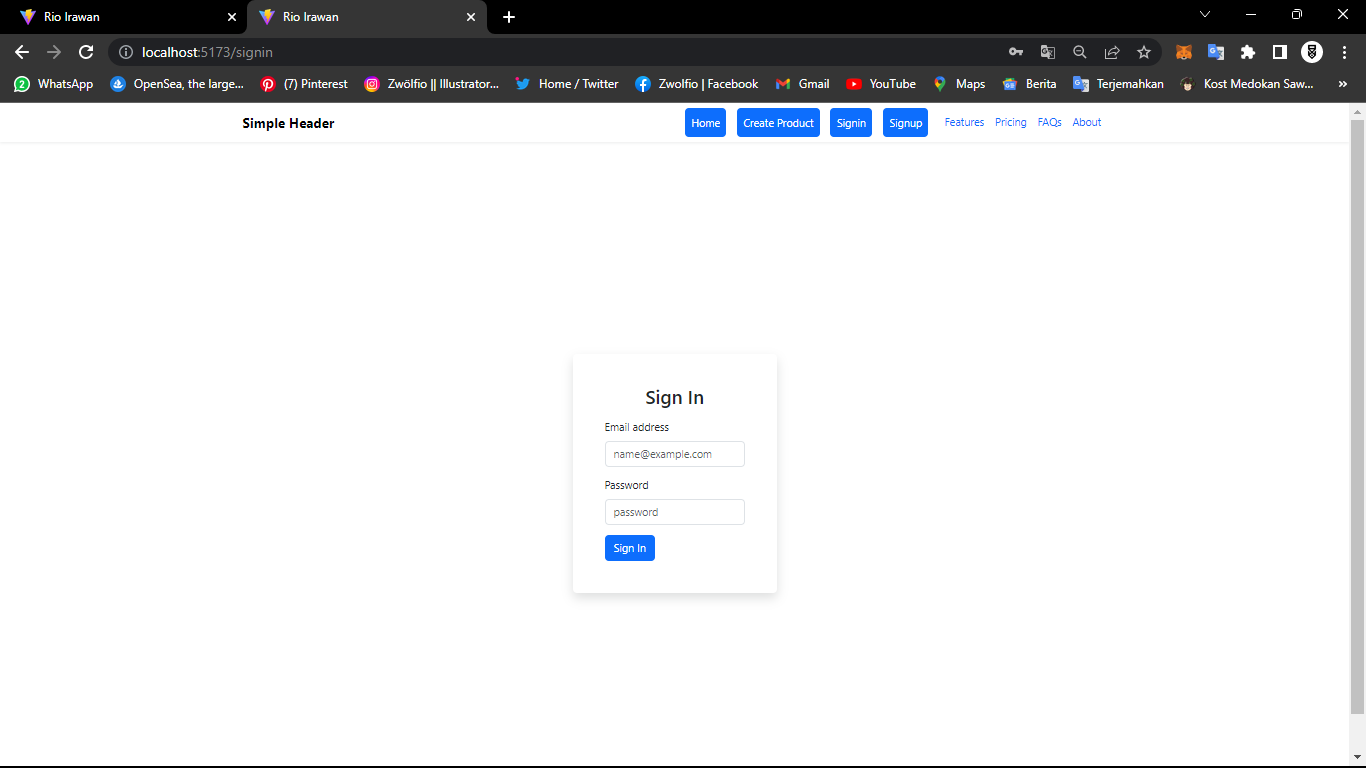 Rio Irawan
Rio Irawan
localhost:5173/signin
2 WhatsApp
OpenSea, the large...
(7) Pinterest
Zwölfio || Illustrator...
Home / Twitter
Zwolfio | Facebook
Gmail
YouTube
Maps
Berita
Terjemahkan
Kost Medokan Saw...
»
Simple Header
Home
Create Product
Signin
Signup
Features
Pricing
FAQs
About
Sign In
Email address
name@example.com
Password
password
Sign In